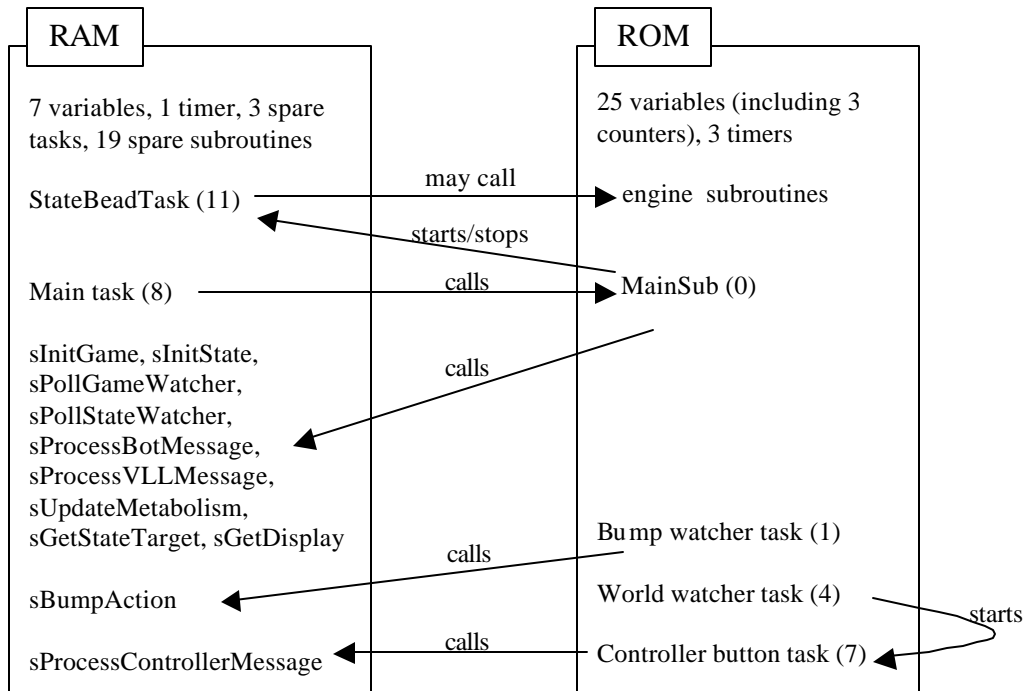 RAM
7 variables, 1 timer, 3 spare
tasks, 19 spare subroutines
StateBeadTask (11)
Main task (8)
sInitGame, sInitState,
sPollGameWatcher,
sPollStateWatcher,
sProcessBotMessage,
sProcessVLLMessage,
sUpdateMetabolism,
sGetStateTarget, sGetDisplay
sBumpAction
sProcessControllerMessage
may call
starts/stops
calls
calls
calls
calls
ROM
25 variables (including 3
counters), 3 timers
engine subroutines
MainSub (0)
Bump watcher task (1)
World watcher task (4)
Controller button task (7)
starts